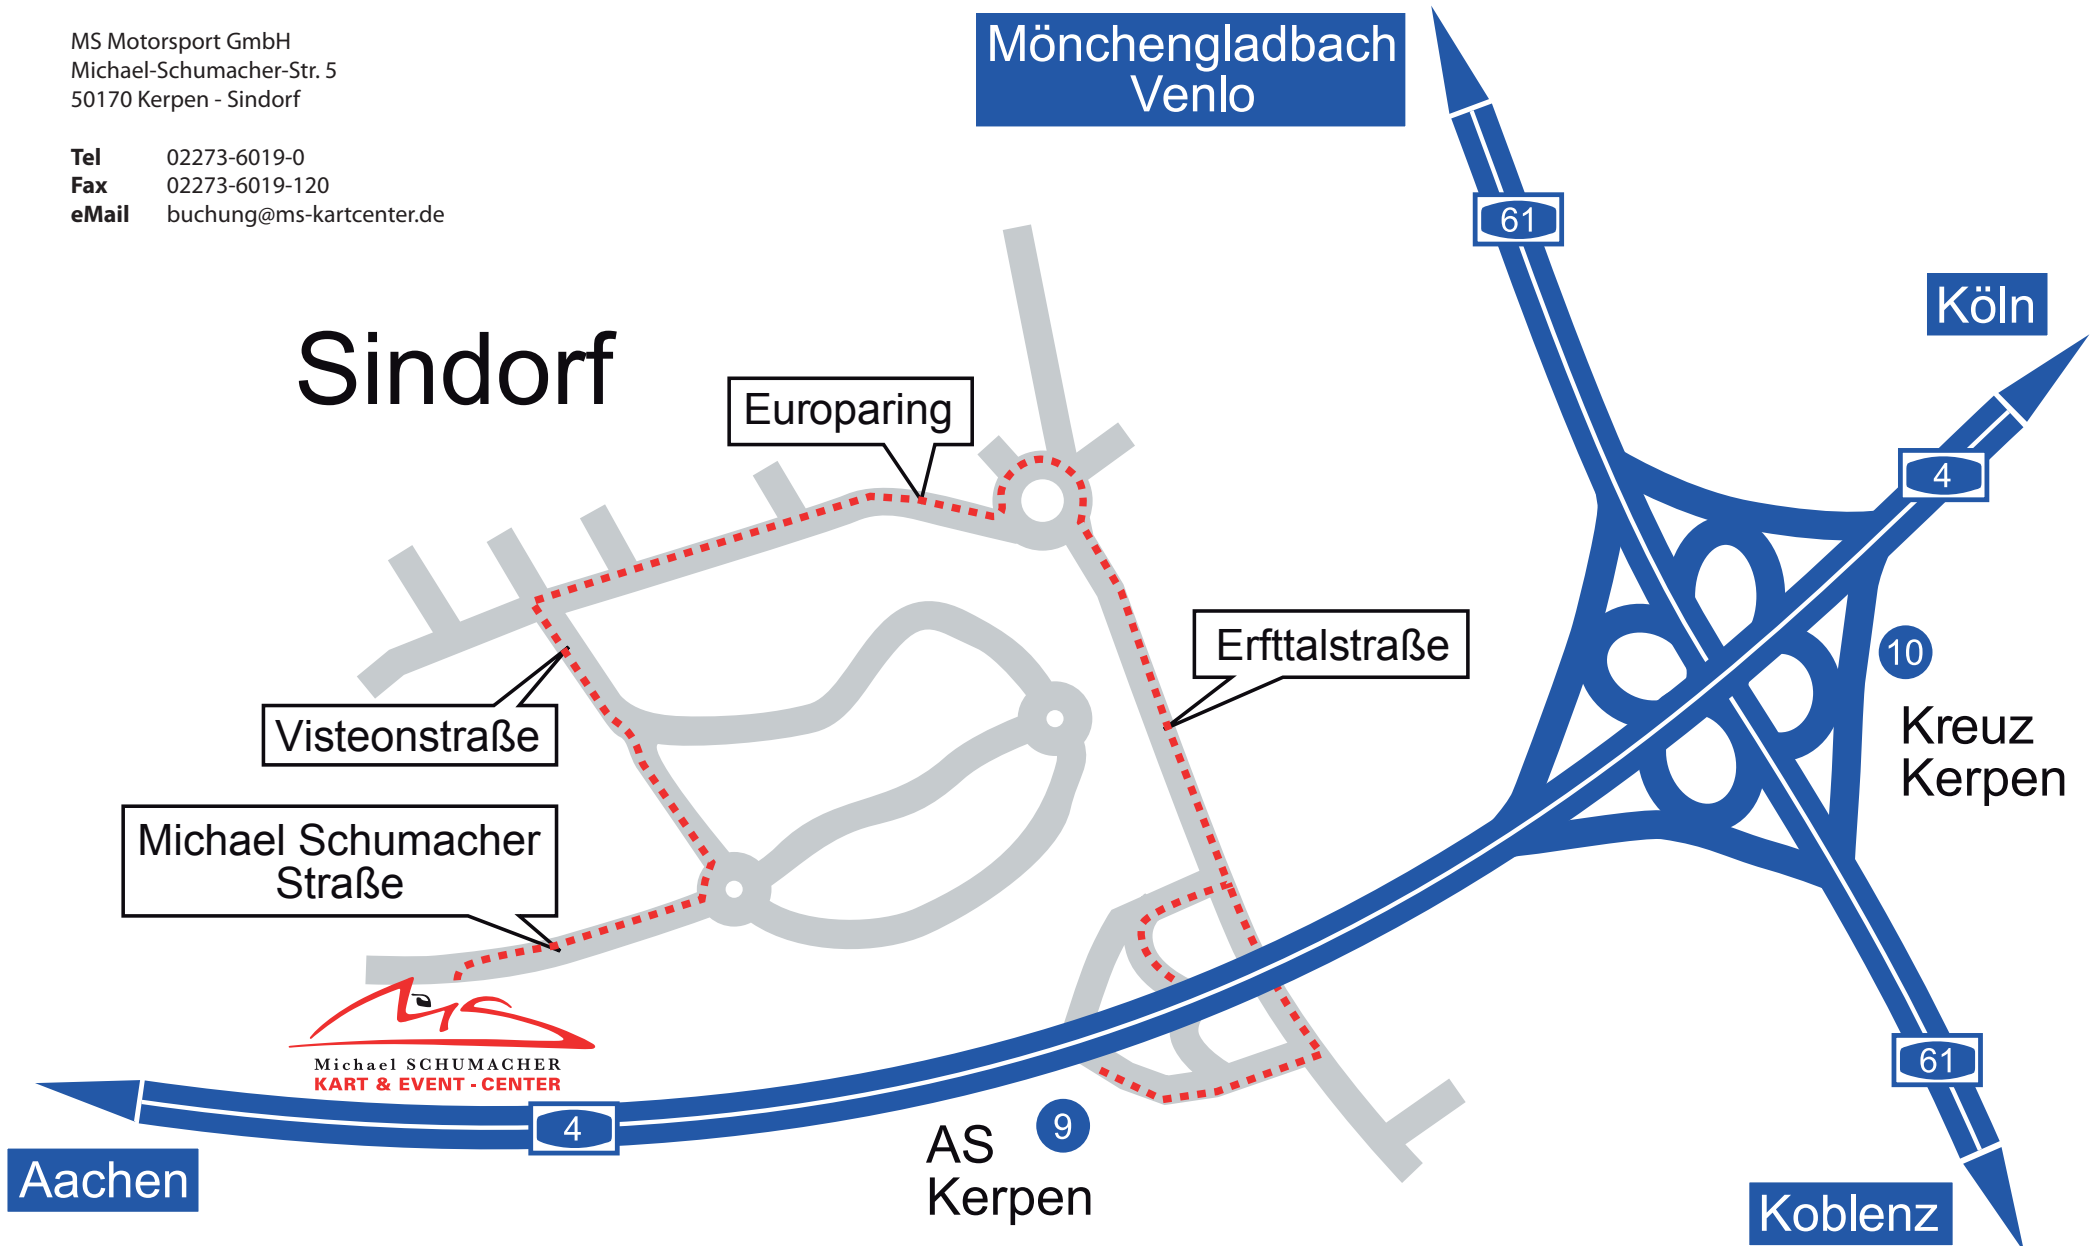 MS Motorsport GmbH
Michael-Schumacher-Str. 5
50170 Kerpen - Sindorf
Tel 02273-6019-0
Fax 02273-6019-120
eMail buchung@ms-kartcenter.de
Mönchengladbach
Venlo
61
Köln
4
Sindorf
Europaring
Erfttalstraße
10
Kreuz
Kerpen
Visteonstraße
Michael Schumacher
Straße
Michael SCHUMACHER
KART & EVENT - CENTER
61
4
9
AS
Kerpen
Aachen
Koblenz